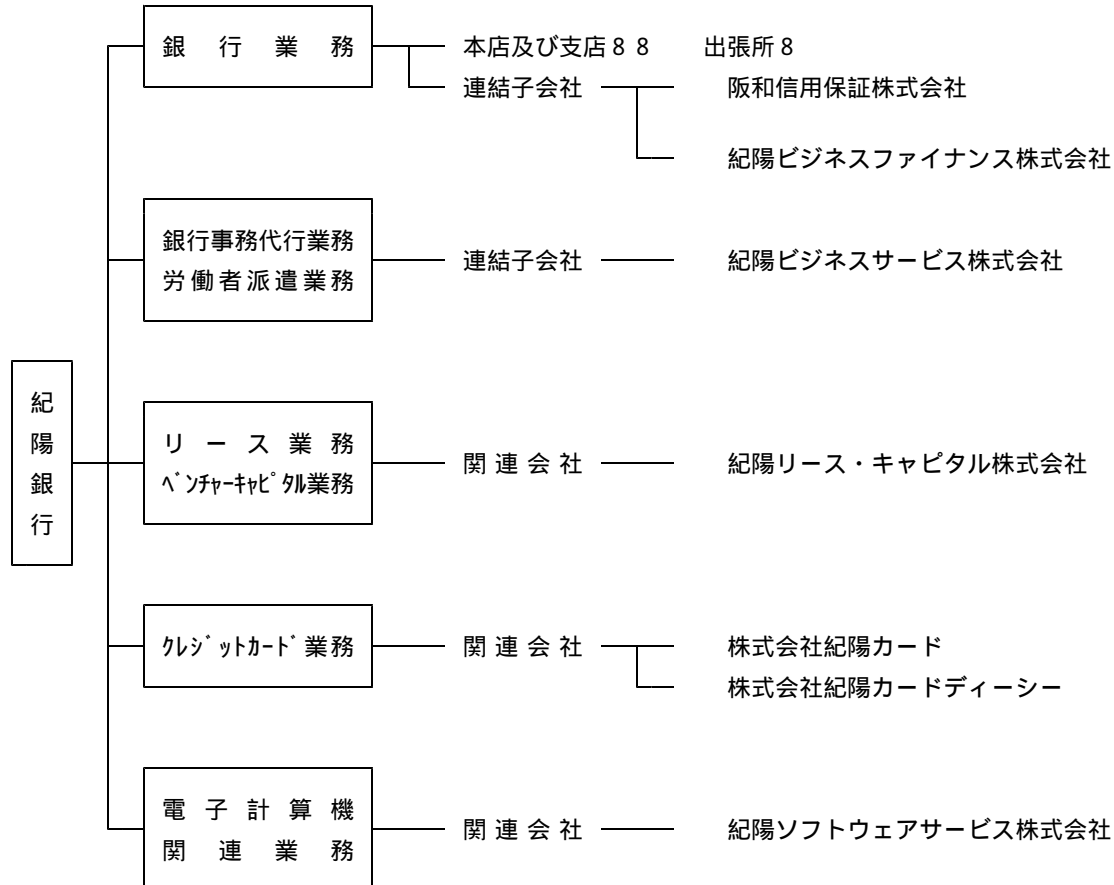 銀行業務
本店及び支店８８　出張所８
連結子会社
阪和信用保証株式会社
紀陽ビジネスファイナンス株式会社
銀行事務代行業務
労働者派遣業務
連結子会社
紀陽ビジネスサービス株式会社
紀陽銀行
リース業務
ﾍﾞﾝﾁｬｰｷｬﾋﾟﾀﾙ業務
関連会社
紀陽リース・キャピタル株式会社
ｸﾚｼﾞｯﾄｶｰﾄﾞ業務
関連会社
株式会社紀陽カード
株式会社紀陽カードディーシー
電子計算機
関連業務
関連会社
紀陽ソフトウェアサービス株式会社